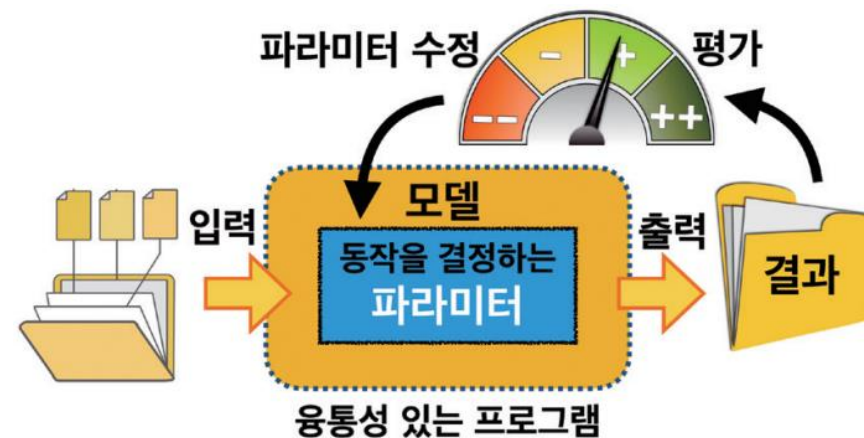 파라미터 수정
평가
--
-
+
++
입력
모델
동작을 결정하는
파라미터
출력
결과
융통성 있는 프로그램